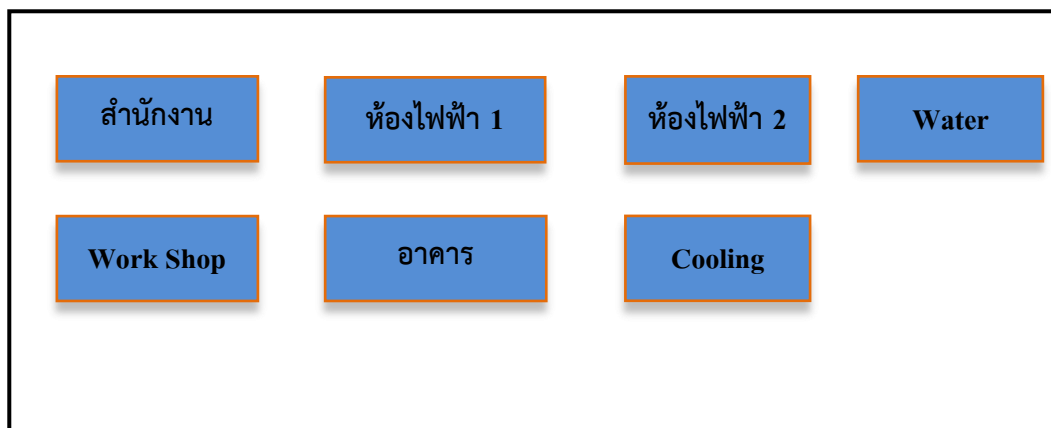 สำนักงาน
ห้องไฟฟ้า 1
ห้องไฟฟ้า 2
Water
Work Shop
อาคาร
Cooling